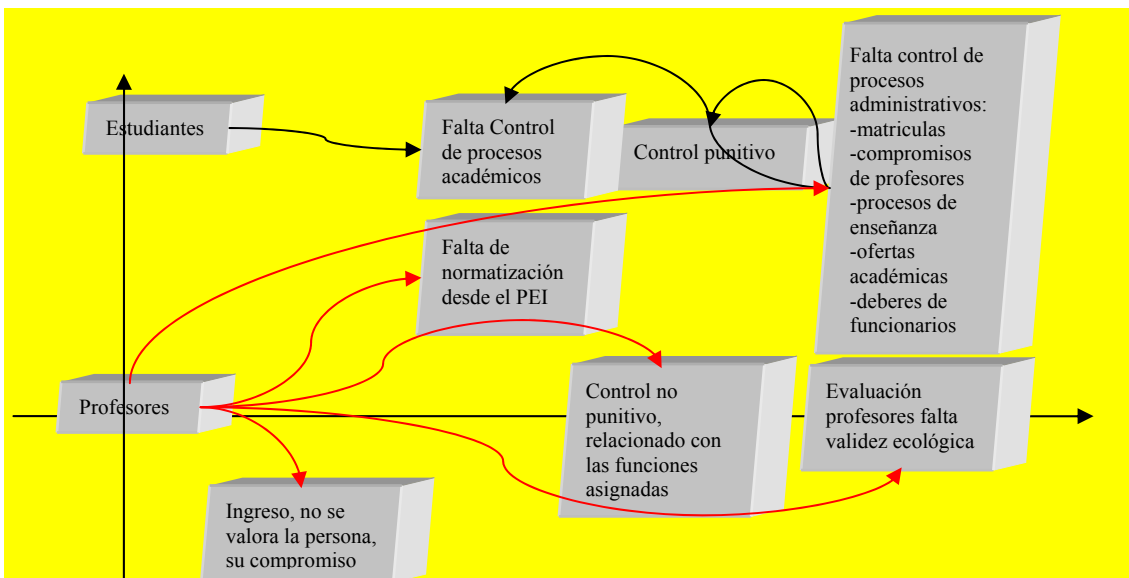 Estudiantes
Falta Control
de procesos
académicos
Control punitivo
Falta control de
procesos
administrativos:
-matriculas
-compromisos
de profesores
-procesos de
enseñanza
-ofertas
académicas
-deberes de
funcionarios
Falta de
normatización
desde el PEI
Profesores
Control no
punitivo,
relacionado con
las funciones
asignadas
Evaluación
profesores falta
validez ecológica
Ingreso, no se
valora la persona,
su compromiso